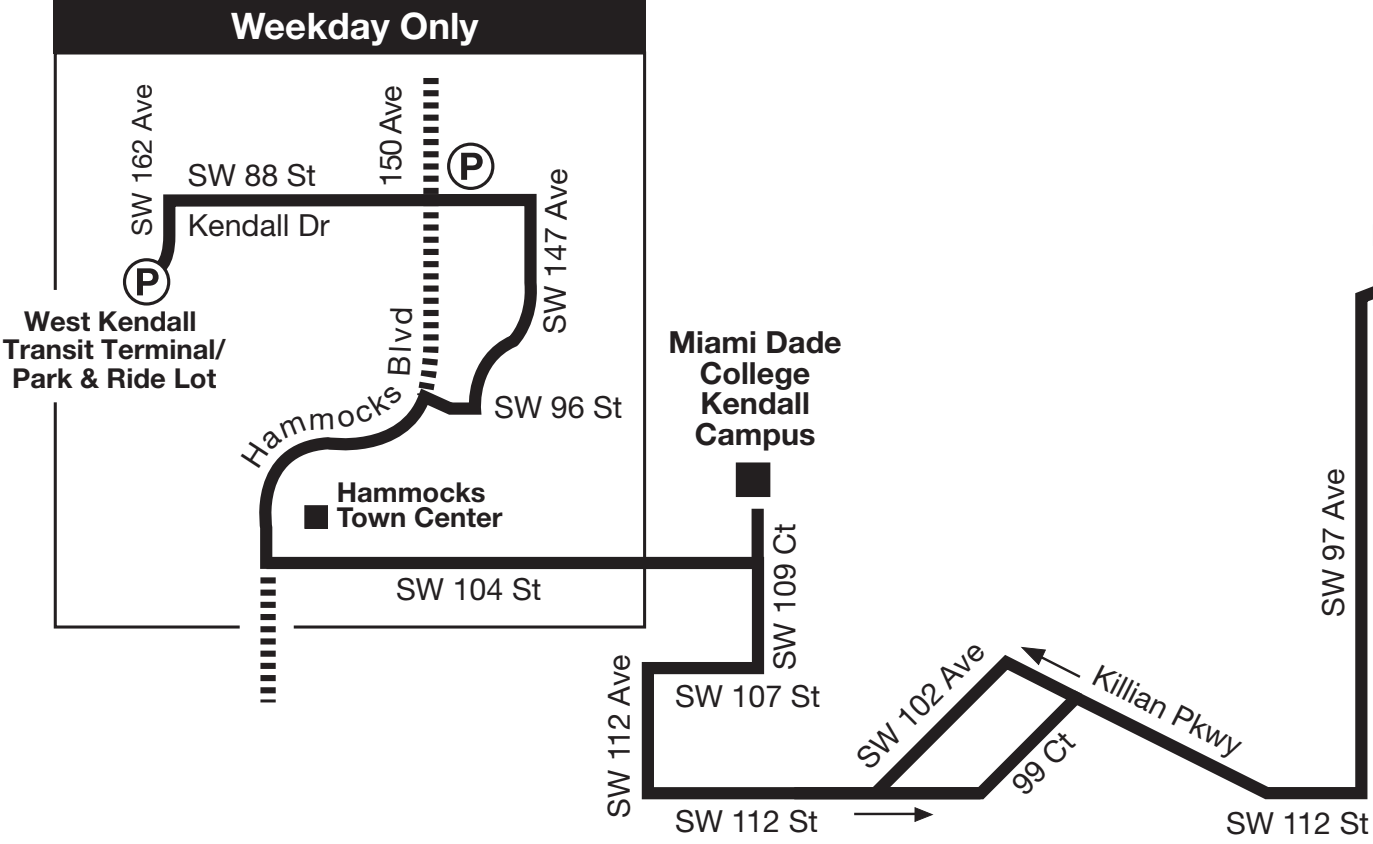 Weekday Only
SW 162 Ave
150 Ave
P
SW 88 St
Kendall Dr
SW 147 Ave
P
West Kendall
Transit Terminal/
Park & Ride Lot
Hammocks Blvd
SW 96 St
Hammocks
Town Center
SW 104 St
Miami Dade
College
Kendall
Campus
SW 109 Ct
SW 107 St
SW 112 Ave
SW 112 St
SW 102 Ave
99 Ct
Killian Pkwy
SW 97 Ave
SW 112 St